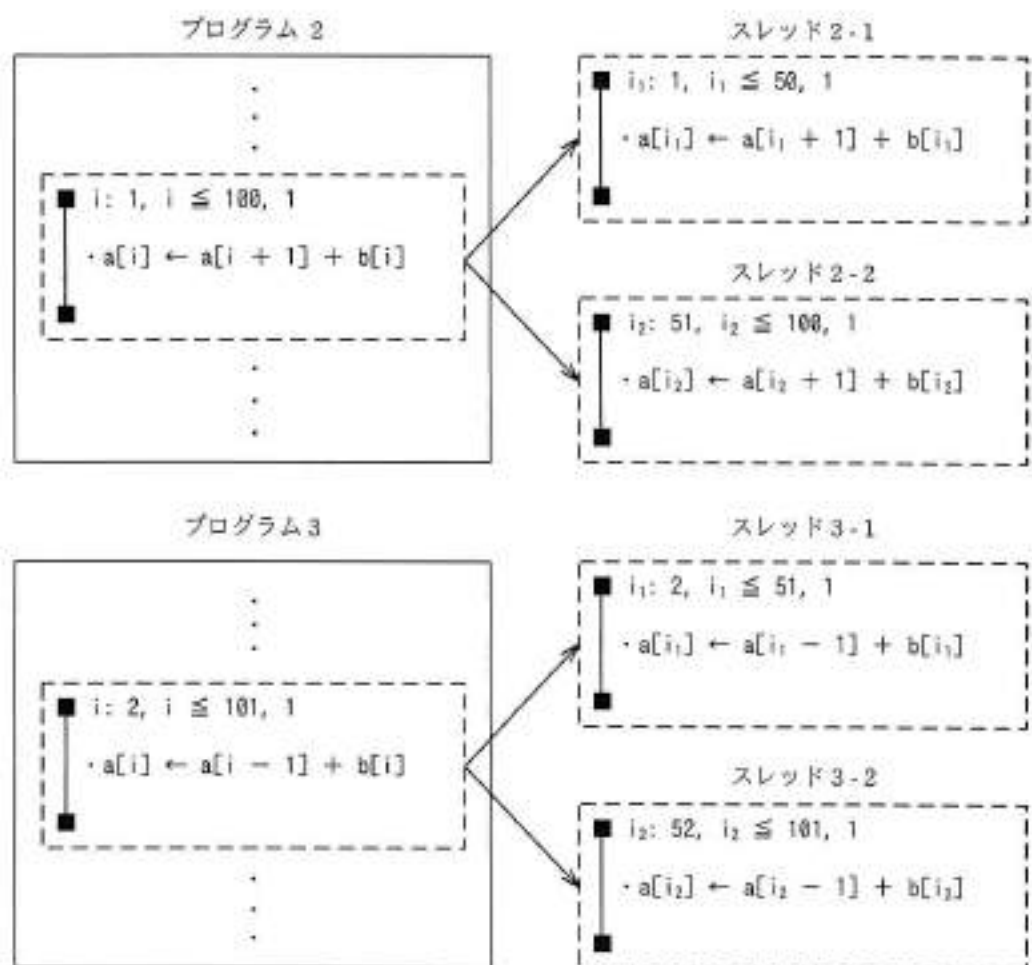 プログラム 2
スレッド2-1
i₁: 1, i₁ ≦ 50, 1
・a[i₁] ← a[i₁ + 1] + b[i₁]
i: 1, i ≦ 100, 1
・a[i] ← a[i + 1] + b[i]
スレッド2-2
i₂: 51, i₂ ≦ 100, 1
・a[i₂] ← a[i₂ + 1] + b[i₂]
プログラム3
スレッド3-1
i₁: 2, i₁ ≦ 51, 1
・a[i₁] ← a[i₁ − 1] + b[i₁]
i: 2, i ≦ 101, 1
・a[i] ← a[i − 1] + b[i]
スレッド3-2
i₂: 52, i₂ ≦ 101, 1
・a[i₂] ← a[i₂ − 1] + b[i₂]